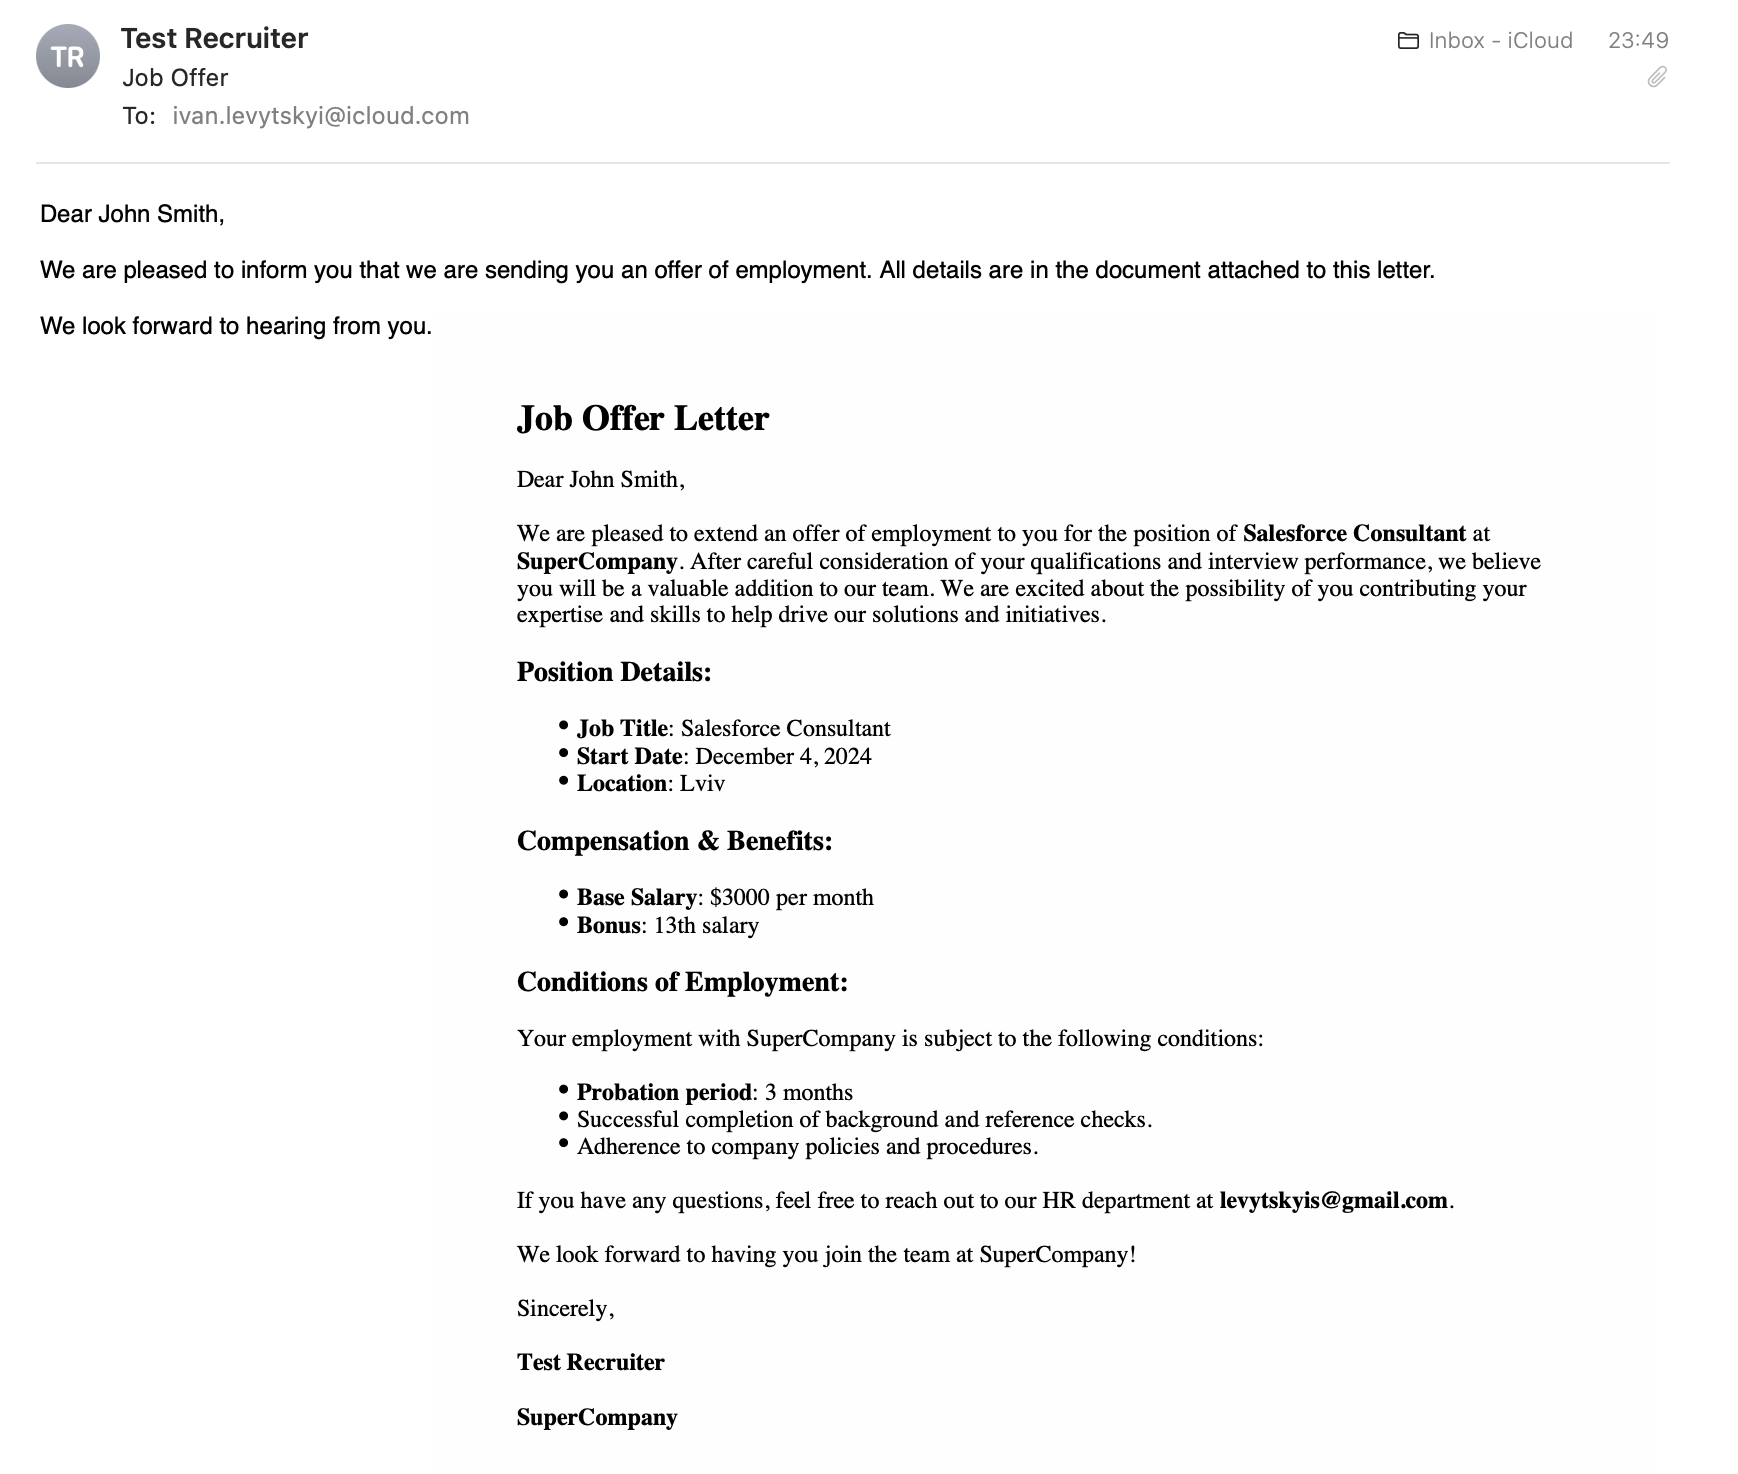 TR
Test Recruiter
Inbox - iCloud 23:49
Job Offer
To: ivan.levytskyi@icloud.com
Dear John Smith,
We are pleased to inform you that we are sending you an offer of employment. All details are in the document attached to this letter.
We look forward to hearing from you.
Job Offer Letter
Dear John Smith,
We are pleased to extend an offer of employment to you for the position of Salesforce Consultant at
SuperCompany. After careful consideration of your qualifications and interview performance, we believe
you will be a valuable addition to our team. We are excited about the possibility of you contributing your
expertise and skills to help drive our solutions and initiatives.
Position Details:
• Job Title: Salesforce Consultant
• Start Date: December 4, 2024
• Location: Lviv
Compensation & Benefits:
• Base Salary: $3000 per month
• Bonus: 13th salary
Conditions of Employment:
Your employment with SuperCompany is subject to the following conditions:
• Probation period: 3 months
• Successful completion of background and reference checks.
• Adherence to company policies and procedures.
If you have any questions, feel free to reach out to our HR department at levytskyis@gmail.com.
We look forward to having you join the team at SuperCompany!
Sincerely,
Test Recruiter
SuperCompany